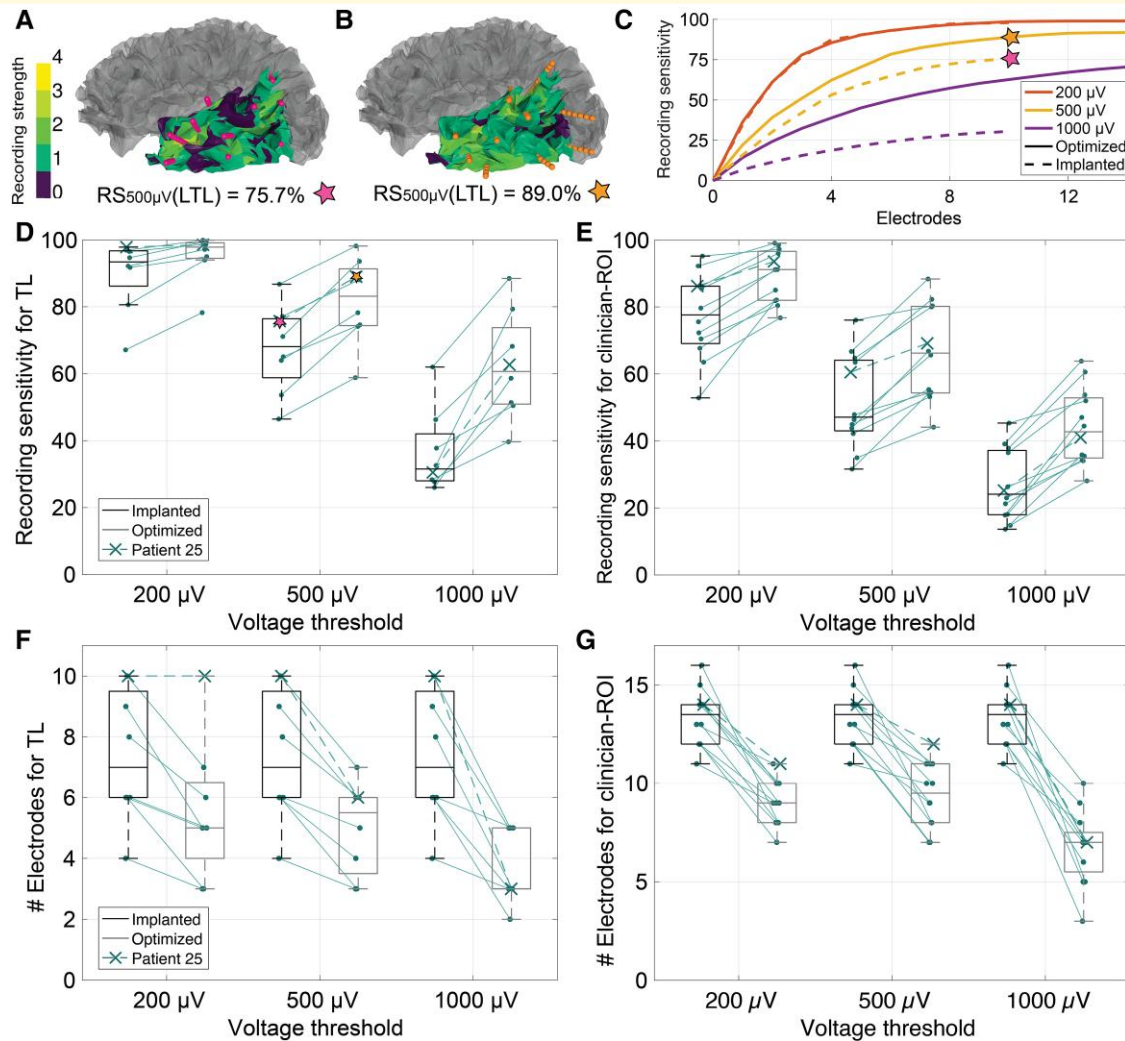 A
Recording strength
4
3
2
1
0
RS500µV(LTL) = 75.7%
B
RS500µV(LTL) = 89.0%
C
Recording sensitivity
100
75
50
25
0
0
4
8
12
Electrodes
200 µV
500 µV
1000 µV
Optimized
Implanted
D
Recording sensitivity for TL
100
80
60
40
20
0
Implanted
Optimized
Patient 25
200 µV
500 µV
1000 µV
Voltage threshold
E
Recording sensitivity for clinician-ROI
100
80
60
40
20
0
200 µV
500 µV
1000 µV
Voltage threshold
F
# Electrodes for TL
10
8
6
4
2
0
Implanted
Optimized
Patient 25
200 µV
500 µV
1000 µV
Voltage threshold
G
# Electrodes for clinician-ROI
15
10
5
0
200 µV
500 µV
1000 µV
Voltage threshold